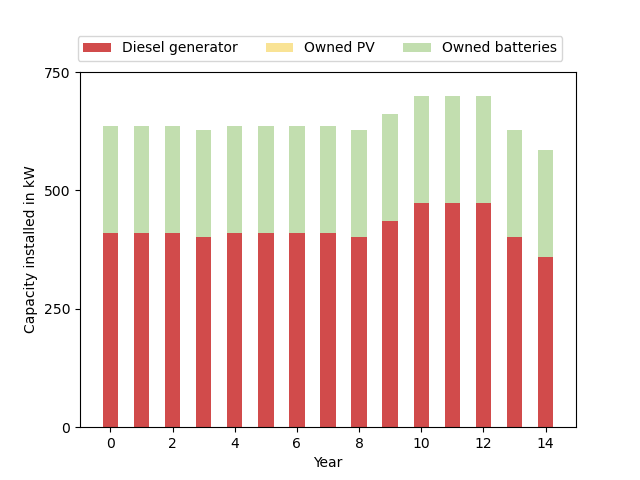 Diesel generator Owned PV Owned batteries
750
500
250
0
Capacity installed in kW
0 2 4 6 8 10 12 14
Year